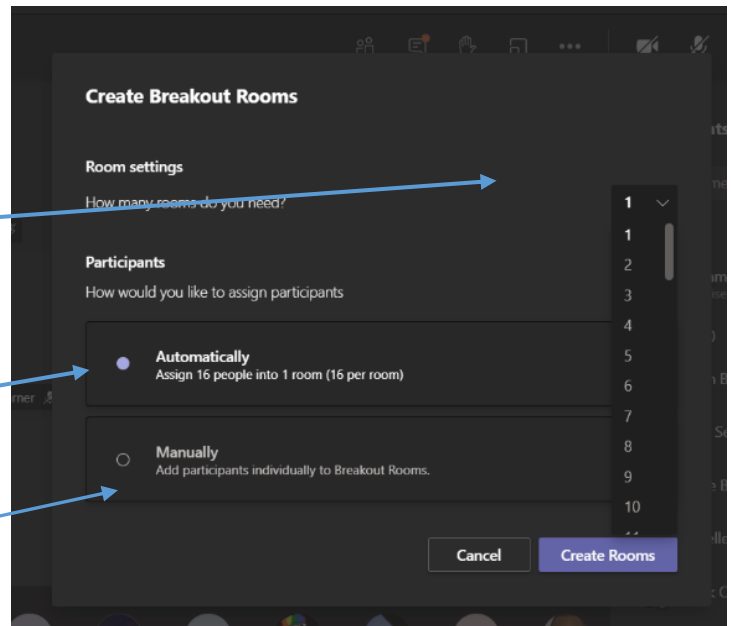 Create Breakout Rooms
Room settings
How many rooms do you need?
1
1
2
3
4
5
6
7
8
9
10
Participants
How would you like to assign participants
Automatically
Assign 16 people into 1 room (16 per room)
Manually
Add participants individually to Breakout Rooms.
Cancel
Create Rooms